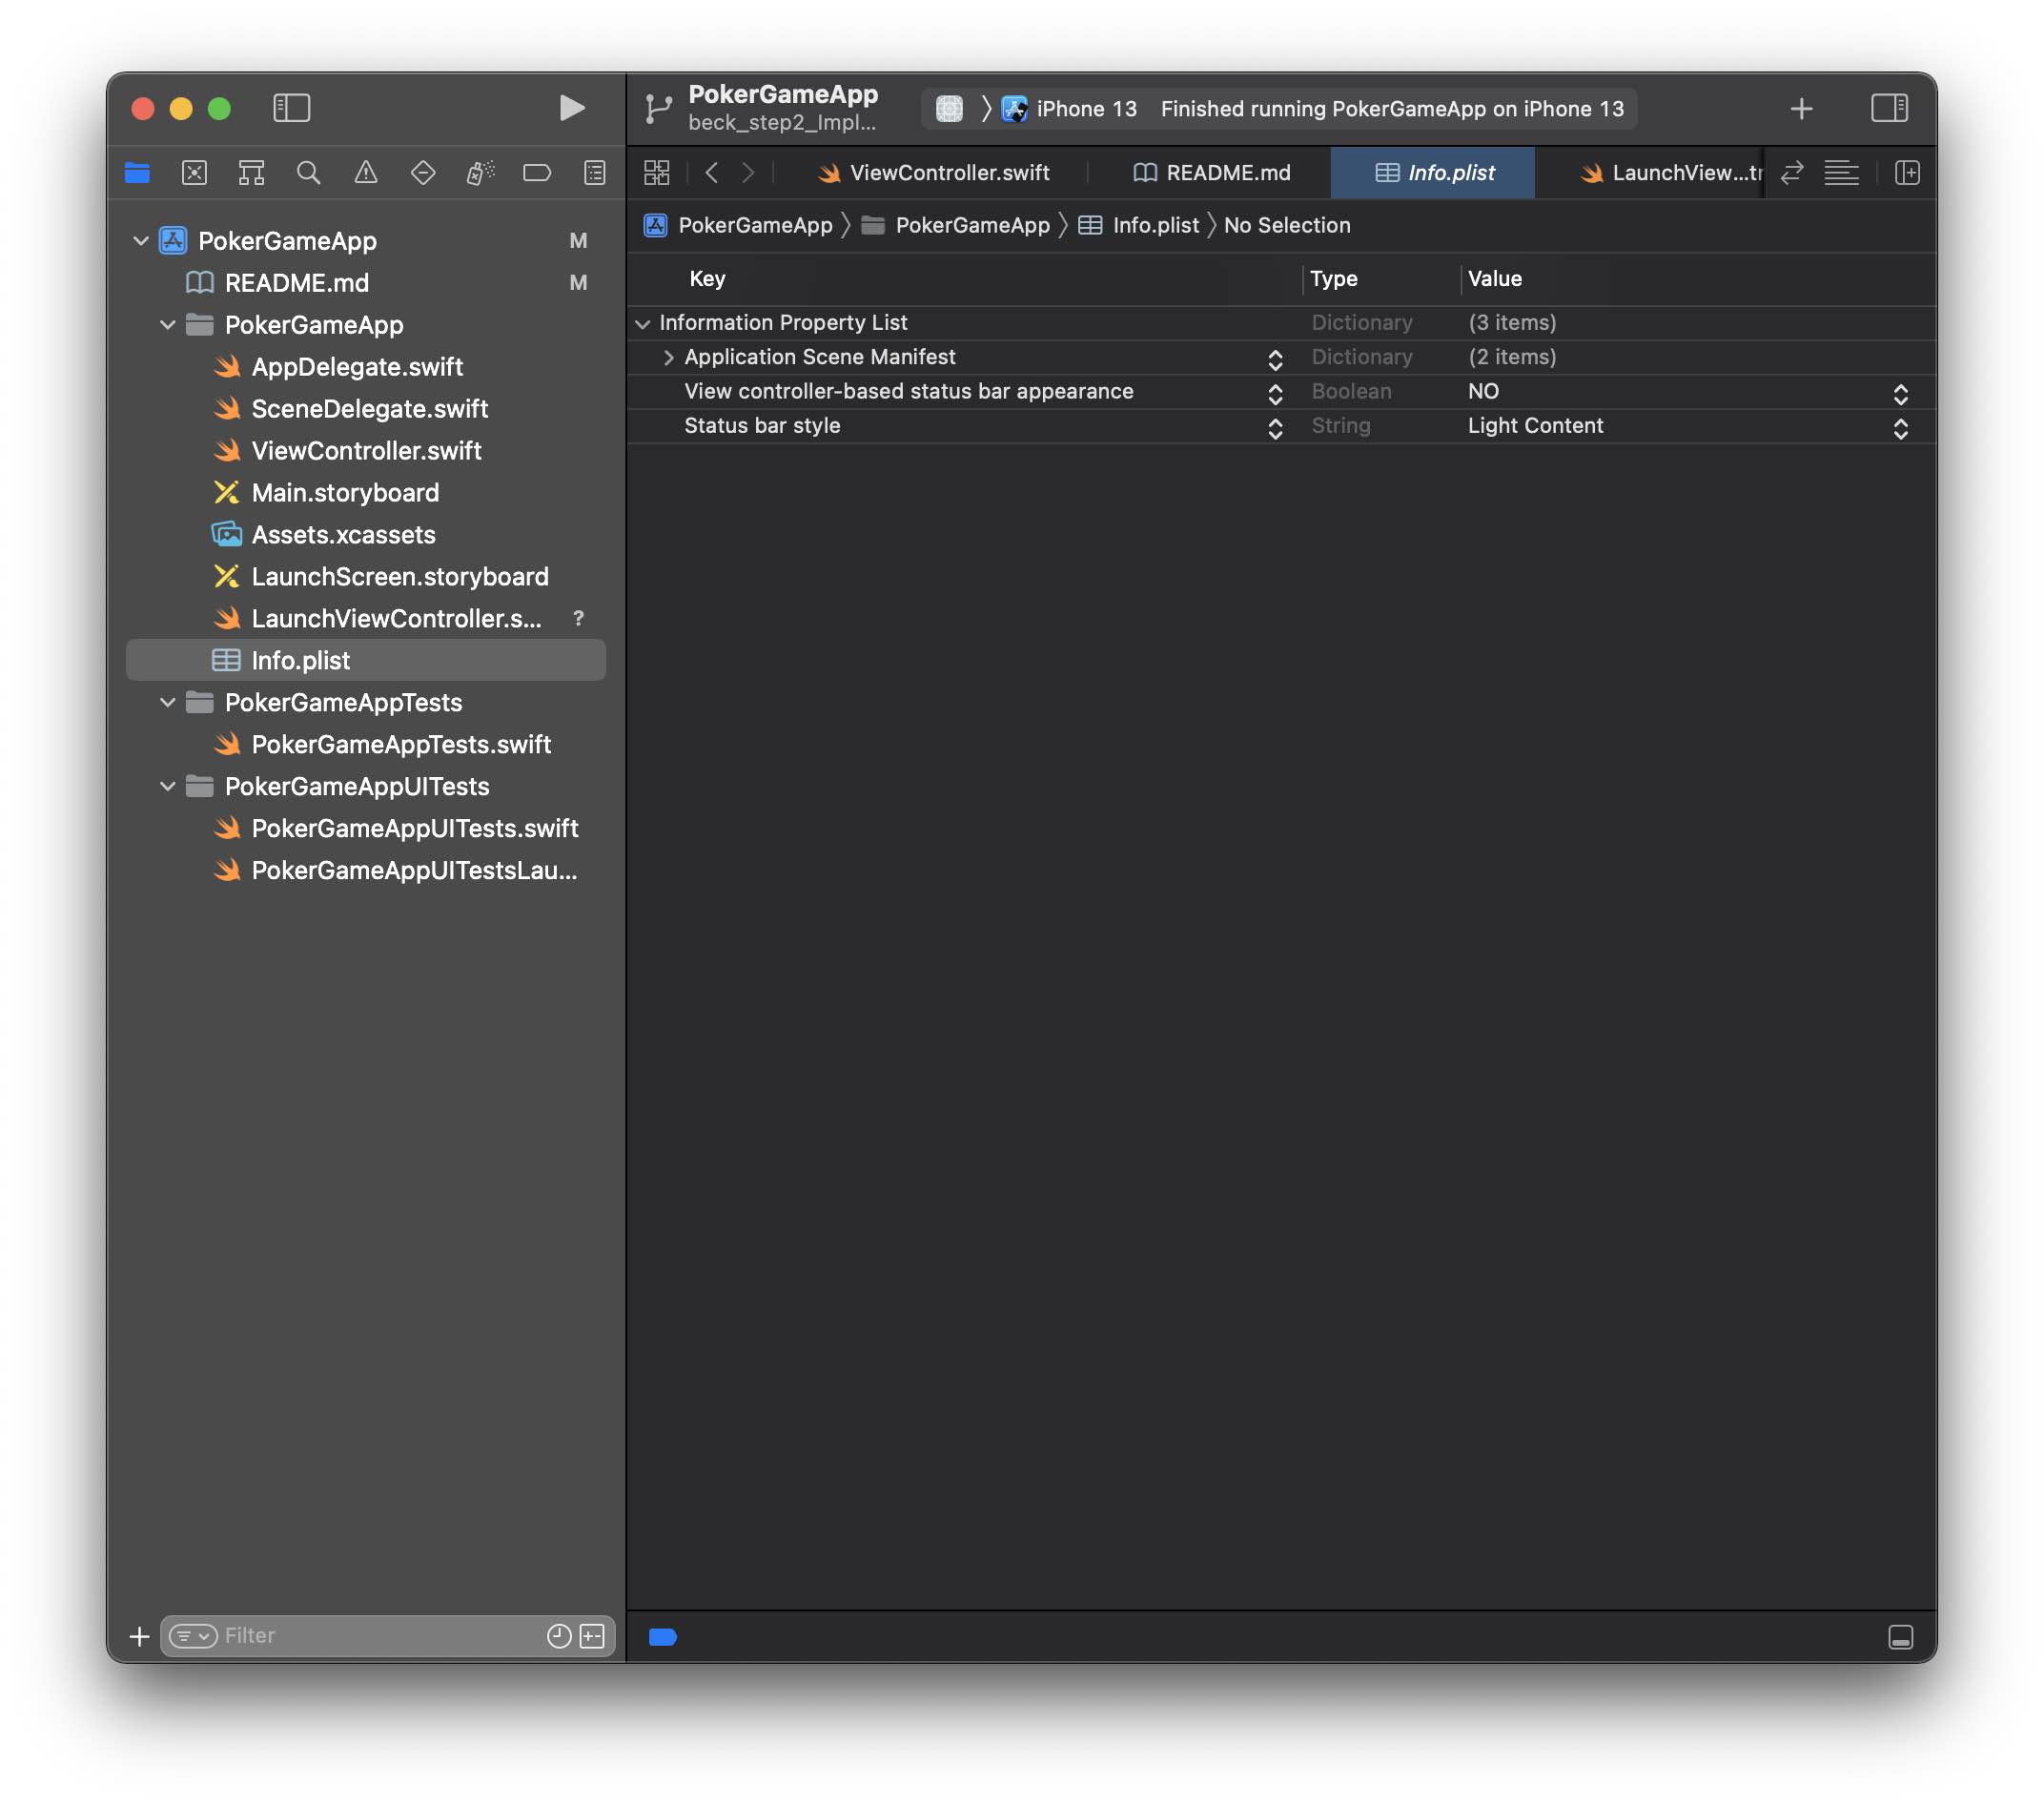 PokerGameApp
beck_step2_Impl...
iPhone 13 Finished running PokerGameApp on iPhone 13
ViewController.swift README.md Info.plist LaunchView...tr
PokerGameApp PokerGameApp Info.plist No Selection
PokerGameApp M
README.md M
PokerGameApp
AppDelegate.swift
SceneDelegate.swift
ViewController.swift
Main.storyboard
Assets.xcassets
LaunchScreen.storyboard
LaunchViewController.s... ?
Info.plist
PokerGameAppTests
PokerGameAppTests.swift
PokerGameAppUITests
PokerGameAppUITests.swift
PokerGameAppUITestsLau...
Filter
Key Type Value
Information Property List Dictionary (3 items)
Application Scene Manifest Dictionary (2 items)
View controller-based status bar appearance Boolean NO
Status bar style String Light Content